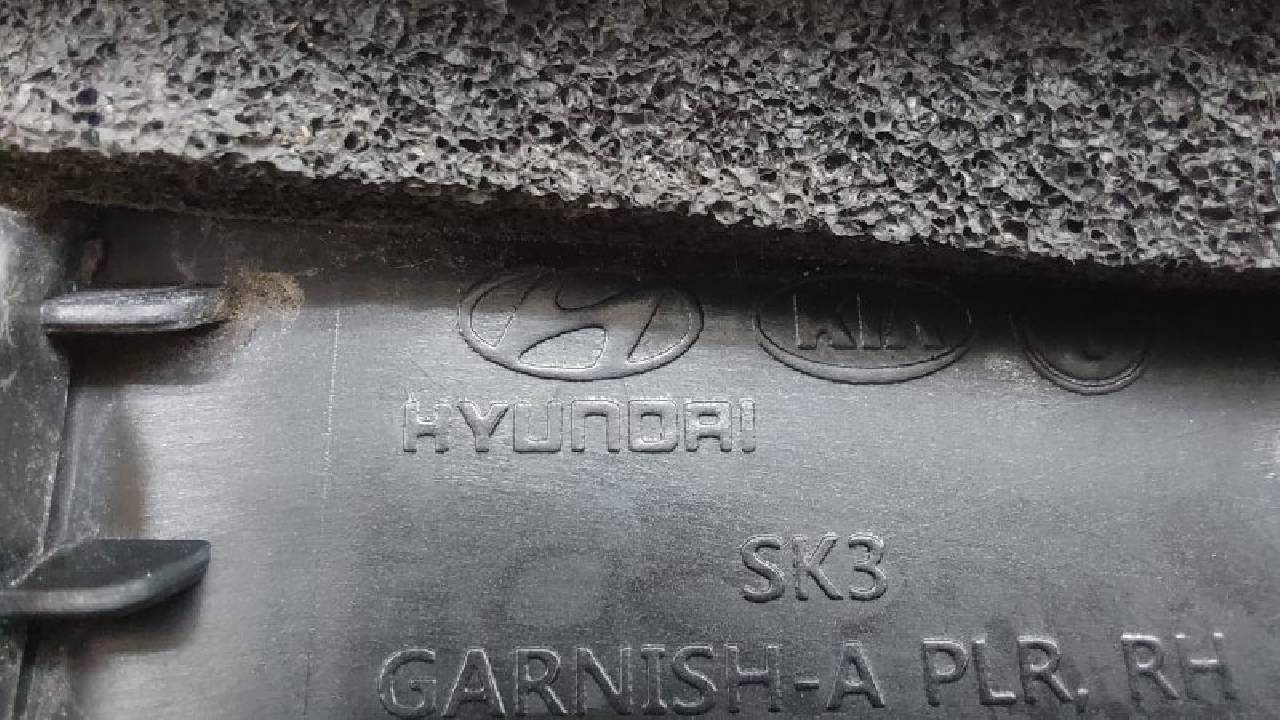 KIA
HYUNDAI
SK3
GARNISH-A PLR, RH